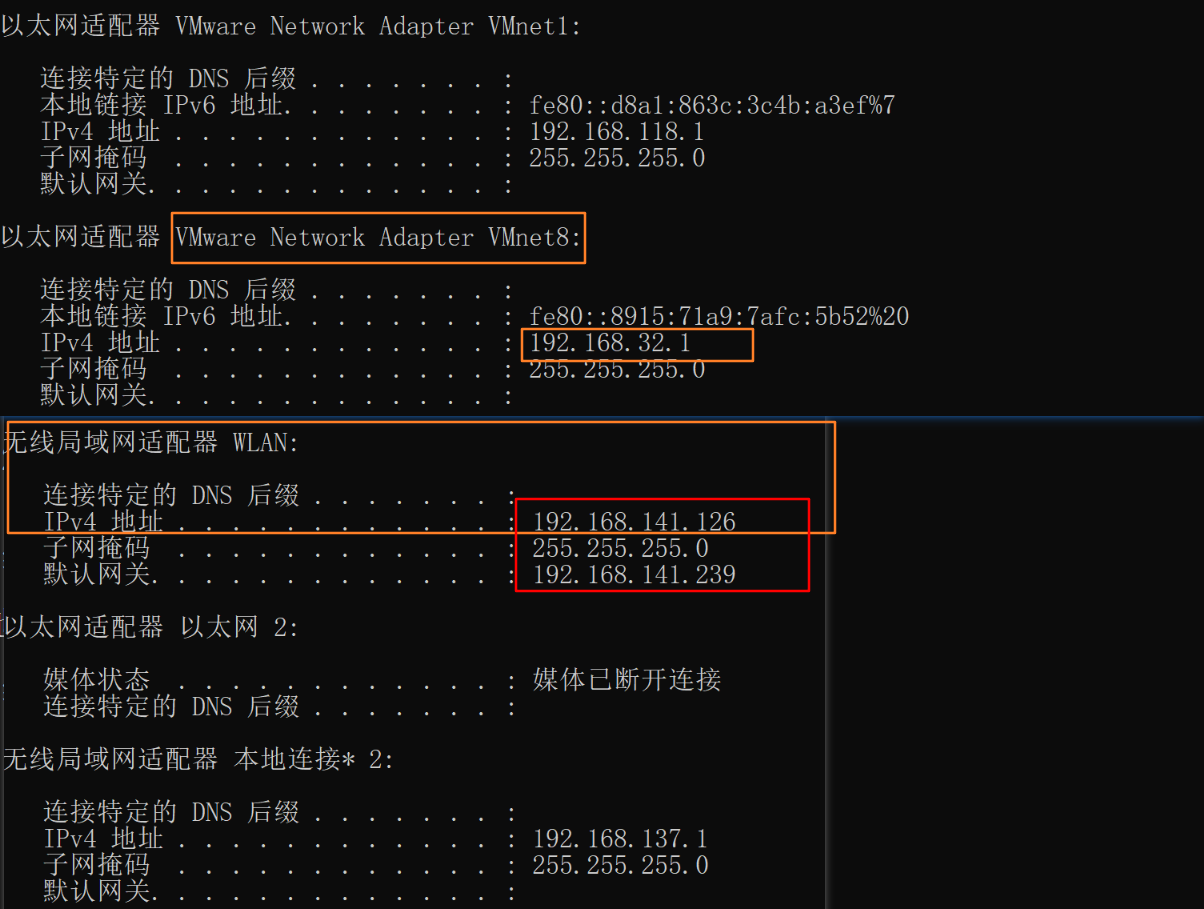 以太网适配器 VMware Network Adapter VMnet1:
连接特定的 DNS 后缀 . . . . . . . :
本地链接 IPv6 地址. . . . . . . . : fe80::d8a1:863c:3c4b:a3ef%7
IPv4 地址 . . . . . . . . . . . . : 192.168.118.1
子网掩码 . . . . . . . . . . . . : 255.255.255.0
默认网关. . . . . . . . . . . . . :
以太网适配器 VMware Network Adapter VMnet8:
连接特定的 DNS 后缀 . . . . . . . :
本地链接 IPv6 地址. . . . . . . . : fe80::8915:71a9:7afc:5b52%20
IPv4 地址 . . . . . . . . . . . . : 192.168.32.1
子网掩码 . . . . . . . . . . . . : 255.255.255.0
默认网关. . . . . . . . . . . . . :
无线局域网适配器 WLAN:
连接特定的 DNS 后缀 . . . . . . . :
IPv4 地址 . . . . . . . . . . . . : 192.168.141.126
子网掩码 . . . . . . . . . . . . : 255.255.255.0
默认网关. . . . . . . . . . . . . : 192.168.141.239
以太网适配器 以太网 2:
媒体状态 . . . . . . . . . . . . : 媒体已断开连接
连接特定的 DNS 后缀 . . . . . . . :
无线局域网适配器 本地连接* 2:
连接特定的 DNS 后缀 . . . . . . . :
IPv4 地址 . . . . . . . . . . . . : 192.168.137.1
子网掩码 . . . . . . . . . . . . : 255.255.255.0
默认网关. . . . . . . . . . . . . :